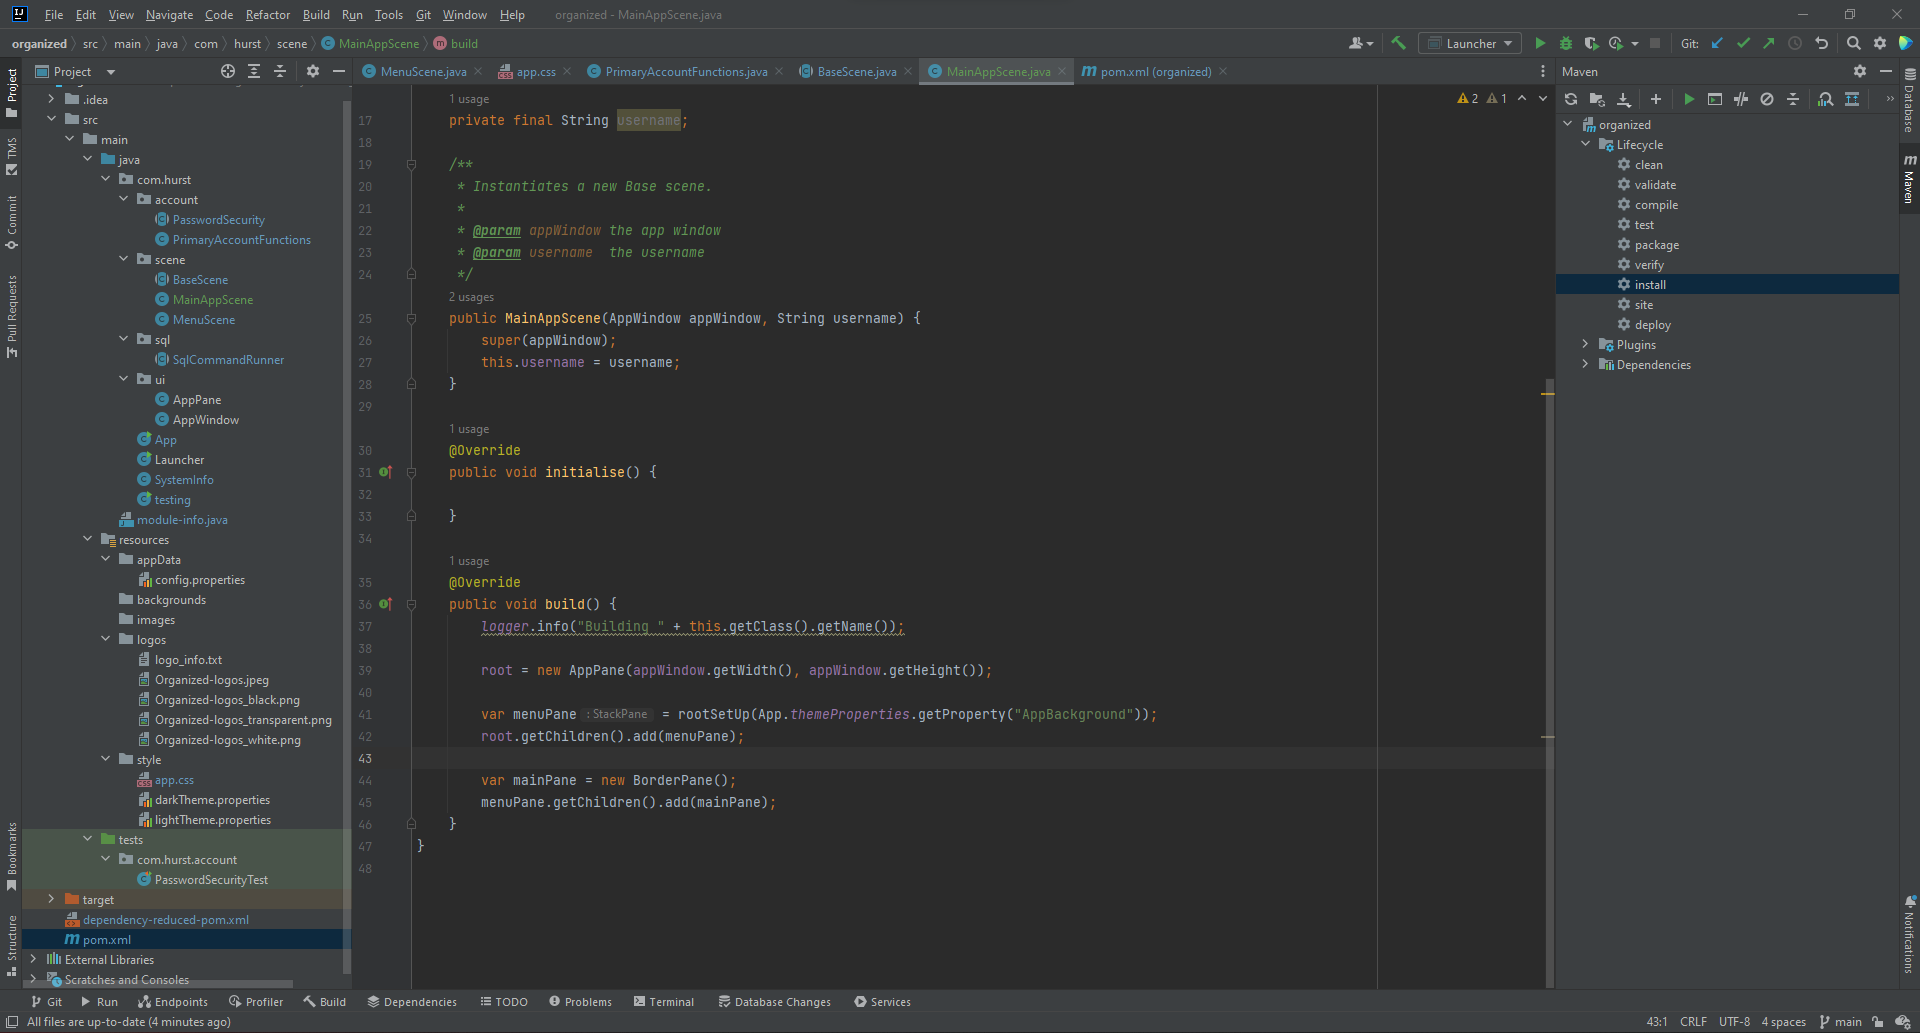 File Edit View Navigate Code Refactor Build Run Tools Git Window Help organized - MainAppScene.java
organized src main java com hurst scene MainAppScene build Launcher Git:
Project
MenuScene.java app.css PrimaryAccountFunctions.java BaseScene.java MainAppScene.java pom.xml (organized)
Maven
Project
TMS
Commit
Pull Requests
Bookmarks
Structure
.idea
src
main
java
com.hurst
account
PasswordSecurity
PrimaryAccountFunctions
scene
BaseScene
MainAppScene
MenuScene
sql
SqlCommandRunner
ui
AppPane
AppWindow
App
Launcher
SystemInfo
testing
module-info.java
resources
appData
config.properties
backgrounds
images
logos
logo_info.txt
Organized-logos.jpeg
Organized-logos_black.png
Organized-logos_transparent.png
Organized-logos_white.png
style
app.css
darkTheme.properties
lightTheme.properties
tests
com.hurst.account
PasswordSecurityTest
target
dependency-reduced-pom.xml
pom.xml
External Libraries
Scratches and Consoles
1 usage
2 1
17 private final String username;
18
19 /**
20 * Instantiates a new Base scene.
21 *
22 * @param appWindow the app window
23 * @param username  the username
24 */
2 usages
25 public MainAppScene(AppWindow appWindow, String username) {
26 super(appWindow);
27 this.username = username;
28 }
29
1 usage
30 @Override
31 public void initialise() {
32
33 }
34
1 usage
35 @Override
36 public void build() {
37 logger.info("Building " + this.getClass().getName());
38
39 root = new AppPane(appWindow.getWidth(), appWindow.getHeight());
40
41 var menuPane : StackPane = rootSetUp(App.themeProperties.getProperty("AppBackground"));
42 root.getChildren().add(menuPane);
43
44 var mainPane = new BorderPane();
45 menuPane.getChildren().add(mainPane);
46 }
47 }
48
organized
Lifecycle
clean
validate
compile
test
package
verify
install
site
deploy
Plugins
Dependencies
Database
Maven
Notifications
Git Run Endpoints Profiler Build Dependencies TODO Problems Terminal Database Changes Services
All files are up-to-date (4 minutes ago) 43:1 CRLF UTF-8 4 spaces main